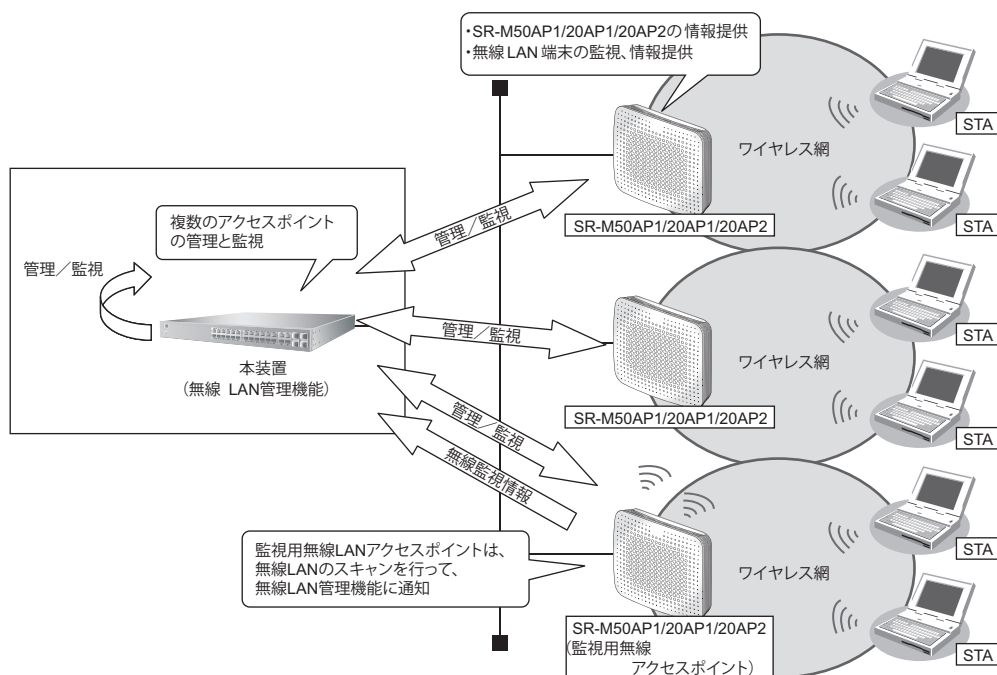 ・SR-M50AP1/20AP1/20AP2の情報提供
・無線LAN端末の監視、情報提供
ワイヤレス網
STA
STA
SR-M50AP1/20AP1/20AP2
管理／監視
複数のアクセスポイント
の管理と監視
管理／監視
本装置
（無線 LAN管理機能）
管理／監視
ワイヤレス網
STA
STA
SR-M50AP1/20AP1/20AP2
管理／監視
無線監視情報
監視用無線LANアクセスポイントは、
無線LANのスキャンを行って、
無線LAN管理機能に通知
ワイヤレス網
STA
STA
SR-M50AP1/20AP1/20AP2
（監視用無線
アクセスポイント）